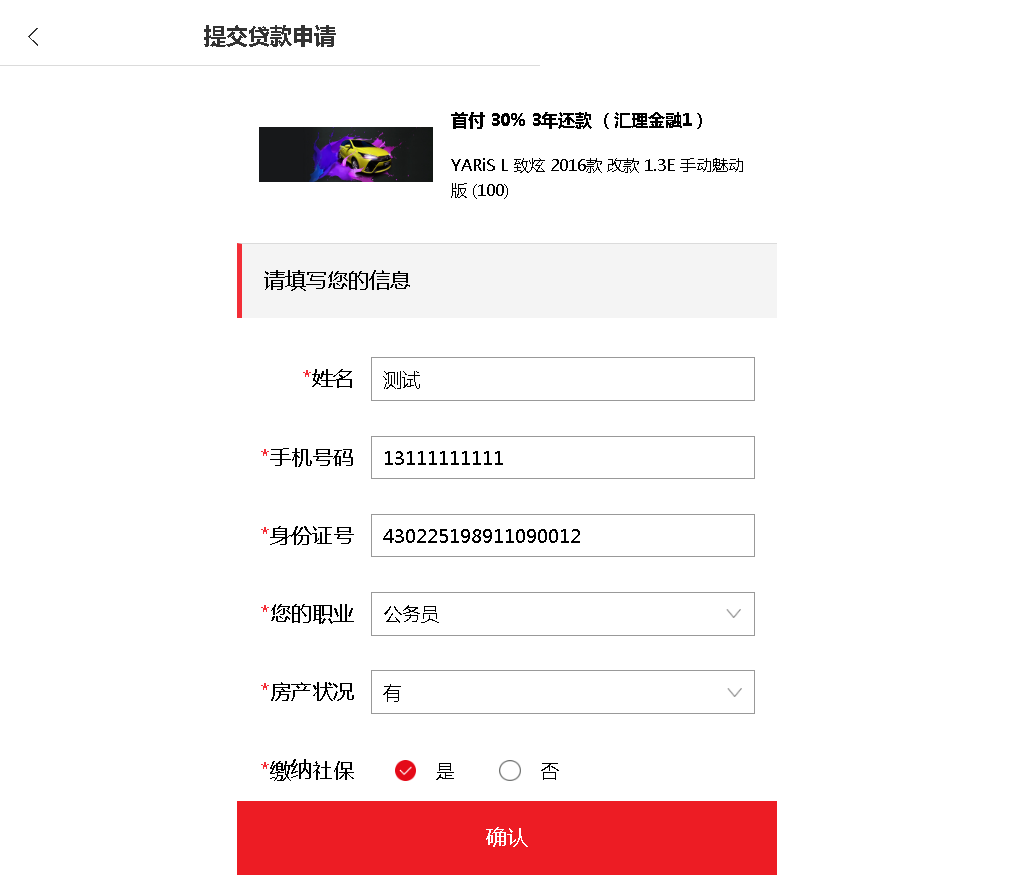 提交贷款申请
首付 30% 3年还款（汇理金融1）
YARiS L 致炫 2016款 改款 1.3E 手动魅动
版 (100)
请填写您的信息
*姓名 测试
*手机号码 13111111111
*身份证号 430225198911090012
*您的职业 公务员
*房产状况 有
*缴纳社保 是 否
确认